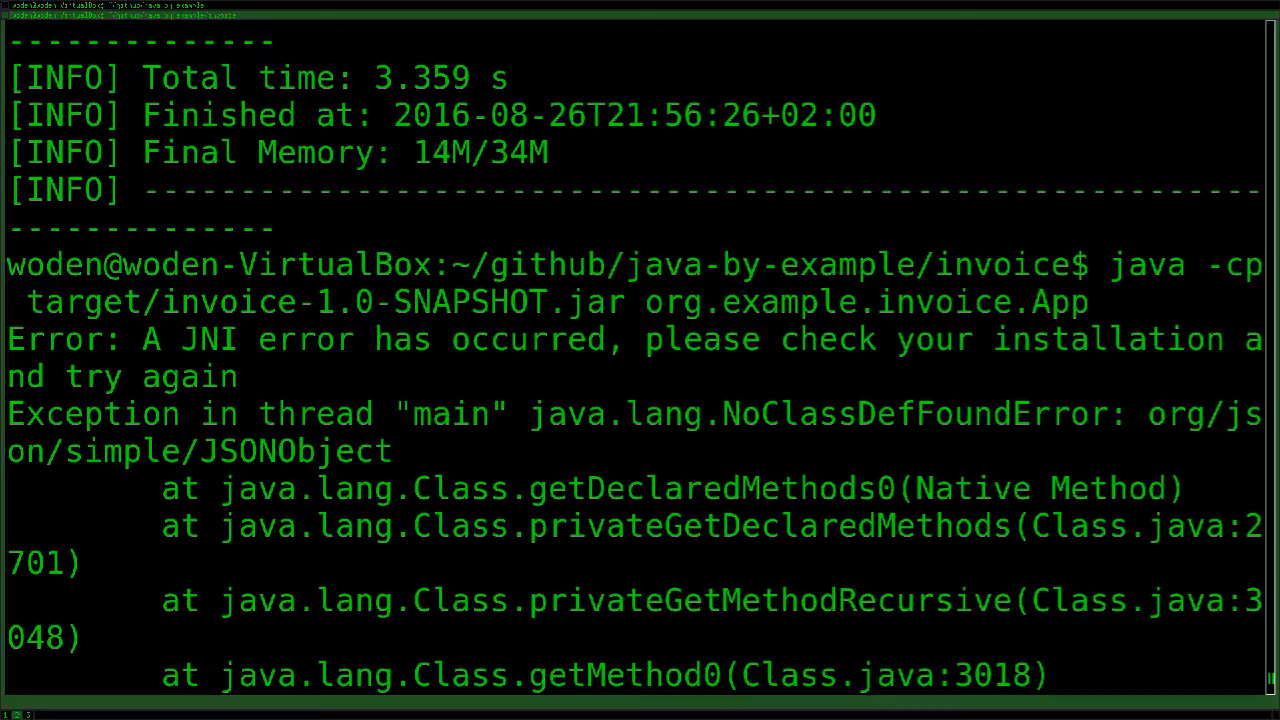 --------------
[INFO] Total time: 3.359 s
[INFO] Finished at: 2016-08-26T21:56:26+02:00
[INFO] Final Memory: 14M/34M
[INFO] ----------------------------------------------------------
--------------
woden@woden-VirtualBox:~/github/java-by-example/invoice$ java -cp
 target/invoice-1.0-SNAPSHOT.jar org.example.invoice.App
Error: A JNI error has occurred, please check your installation a
nd try again
Exception in thread "main" java.lang.NoClassDefFoundError: org/js
on/simple/JSONObject
        at java.lang.Class.getDeclaredMethods0(Native Method)
        at java.lang.Class.privateGetDeclaredMethods(Class.java:2
701)
        at java.lang.Class.privateGetMethodRecursive(Class.java:3
048)
        at java.lang.Class.getMethod0(Class.java:3018)
1 2 3